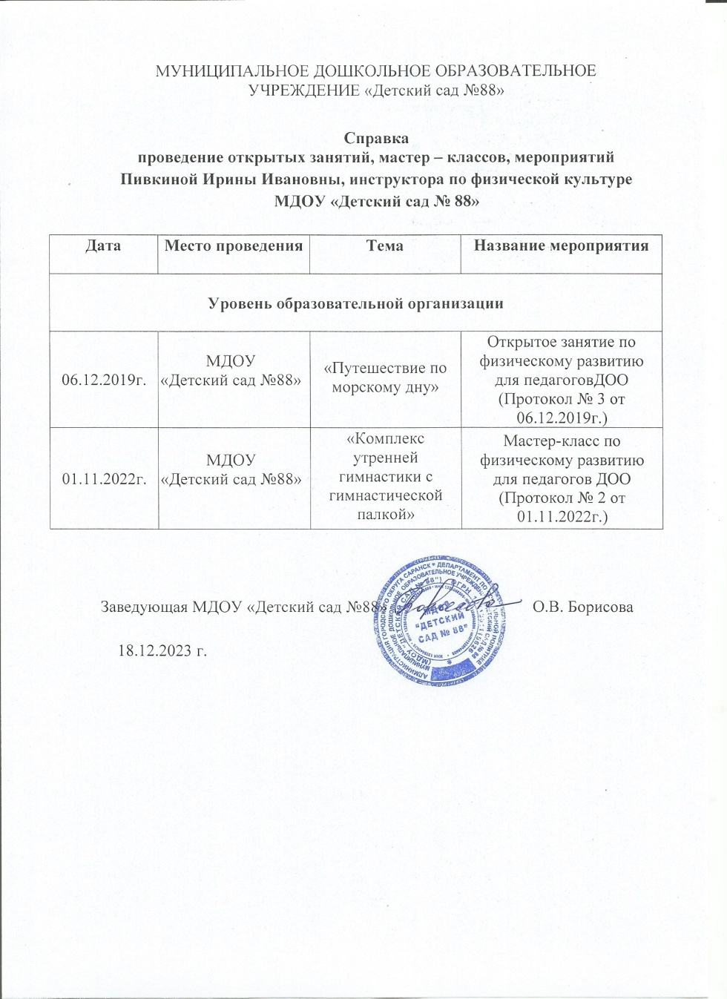 МУНИЦИПАЛЬНОЕ ДОШКОЛЬНОЕ ОБРАЗОВАТЕЛЬНОЕ
УЧРЕЖДЕНИЕ «Детский сад №88»
Справка
проведение открытых занятий, мастер – классов, мероприятий
Пивкиной Ирины Ивановны, инструктора по физической культуре
МДОУ «Детский сад № 88»
Дата Место проведения Тема Название мероприятия
Уровень образовательной организации
06.12.2019г.
МДОУ
«Детский сад №88»
«Путешествие по
морскому дну»
Открытое занятие по
физическому развитию
для педагоговДОО
(Протокол № 3 от
06.12.2019г.)
01.11.2022г.
МДОУ
«Детский сад №88»
«Комплекс
утренней
гимнастики с
гимнастической
палкой»
Мастер-класс по
физическому развитию
для педагогов ДОО
(Протокол № 2 от
01.11.2022г.)
Заведующая МДОУ «Детский сад №88» О.В. Борисова
МДОУ
"ДЕТСКИЙ
САД № 88"
18.12.2023 г.